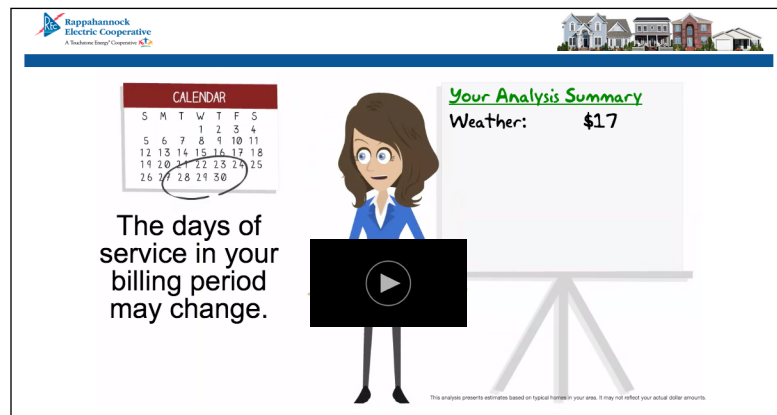 Rappahannock
Electric Cooperative
A Touchstone Energy® Cooperative
CALENDAR
S M T W T F S
1 2 3 4
5 6 7 8 9 10 11
12 13 14 15 16 17 18
19 20 21 22 23 24 25
26 27 28 29 30
The days of
service in your
billing period
may change.
Your Analysis Summary
Weather: $17
This analysis presents estimates based on typical homes in your area. It may not reflect your actual dollar amounts.